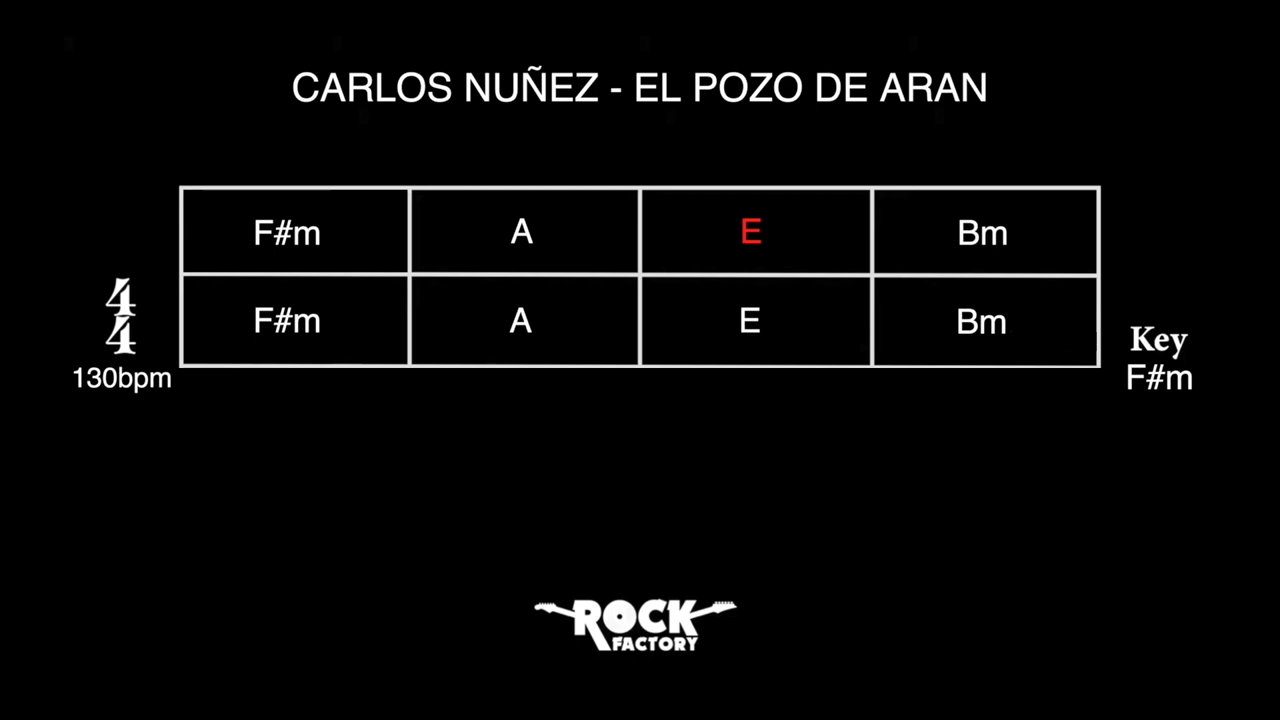 CARLOS NUÑEZ - EL POZO DE ARAN
F#m A E Bm
F#m A E Bm
4
4
130bpm
Key
F#m
ROCK
FACTORY